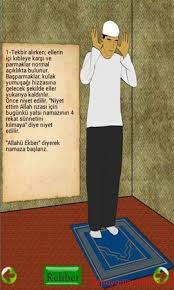 1-Tekbir alırken; ellerin
içi kıbleye karşı ve
parmaklar normal
açıklıkta bulunur.
Başparmaklar, kulak
yumuşağı hizzasına
gelecek şekilde eller
yukarıya kaldırılır.
Önce niyet edilir. "Niyet
ettim Allah rızası için
bugünkü yatsı namazının 4
rekat sünnetini
kılmaya" diye niyet
edilir.
"Allahü Ekber" diyerek
namaza başlanır.
Rehber